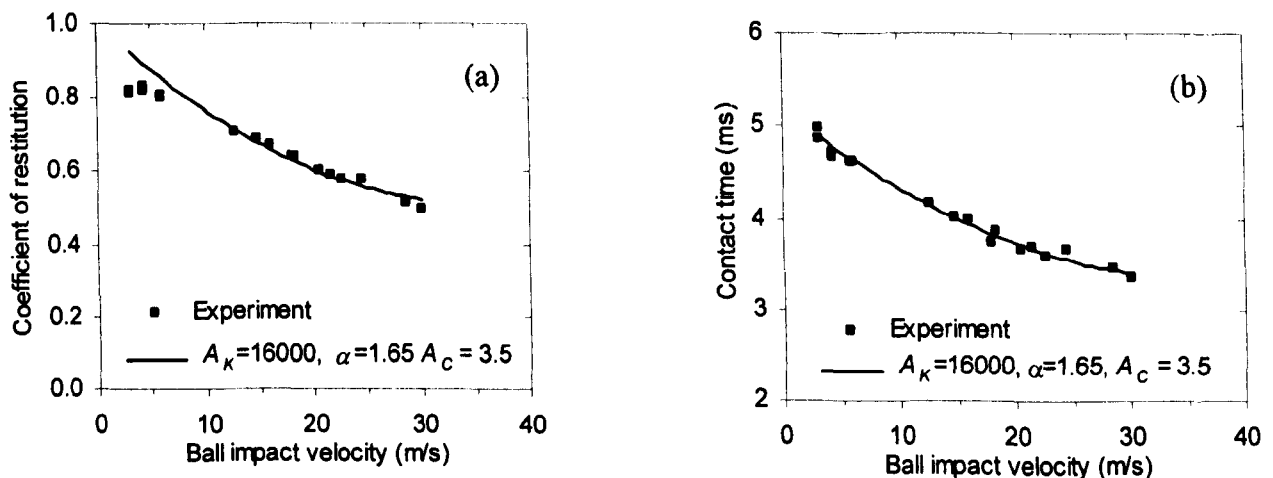 1.0
0.8
0.6
0.4
0.2
0.0
Coefficient of restitution
(a)
■ Experiment
A_K=16000, α=1.65 A_C = 3.5
0 10 20 30 40
Ball impact velocity (m/s)
6
5
4
3
2
Contact time (ms)
(b)
■ Experiment
A_K=16000, α=1.65, A_C = 3.5
0 10 20 30 40
Ball impact velocity (m/s)